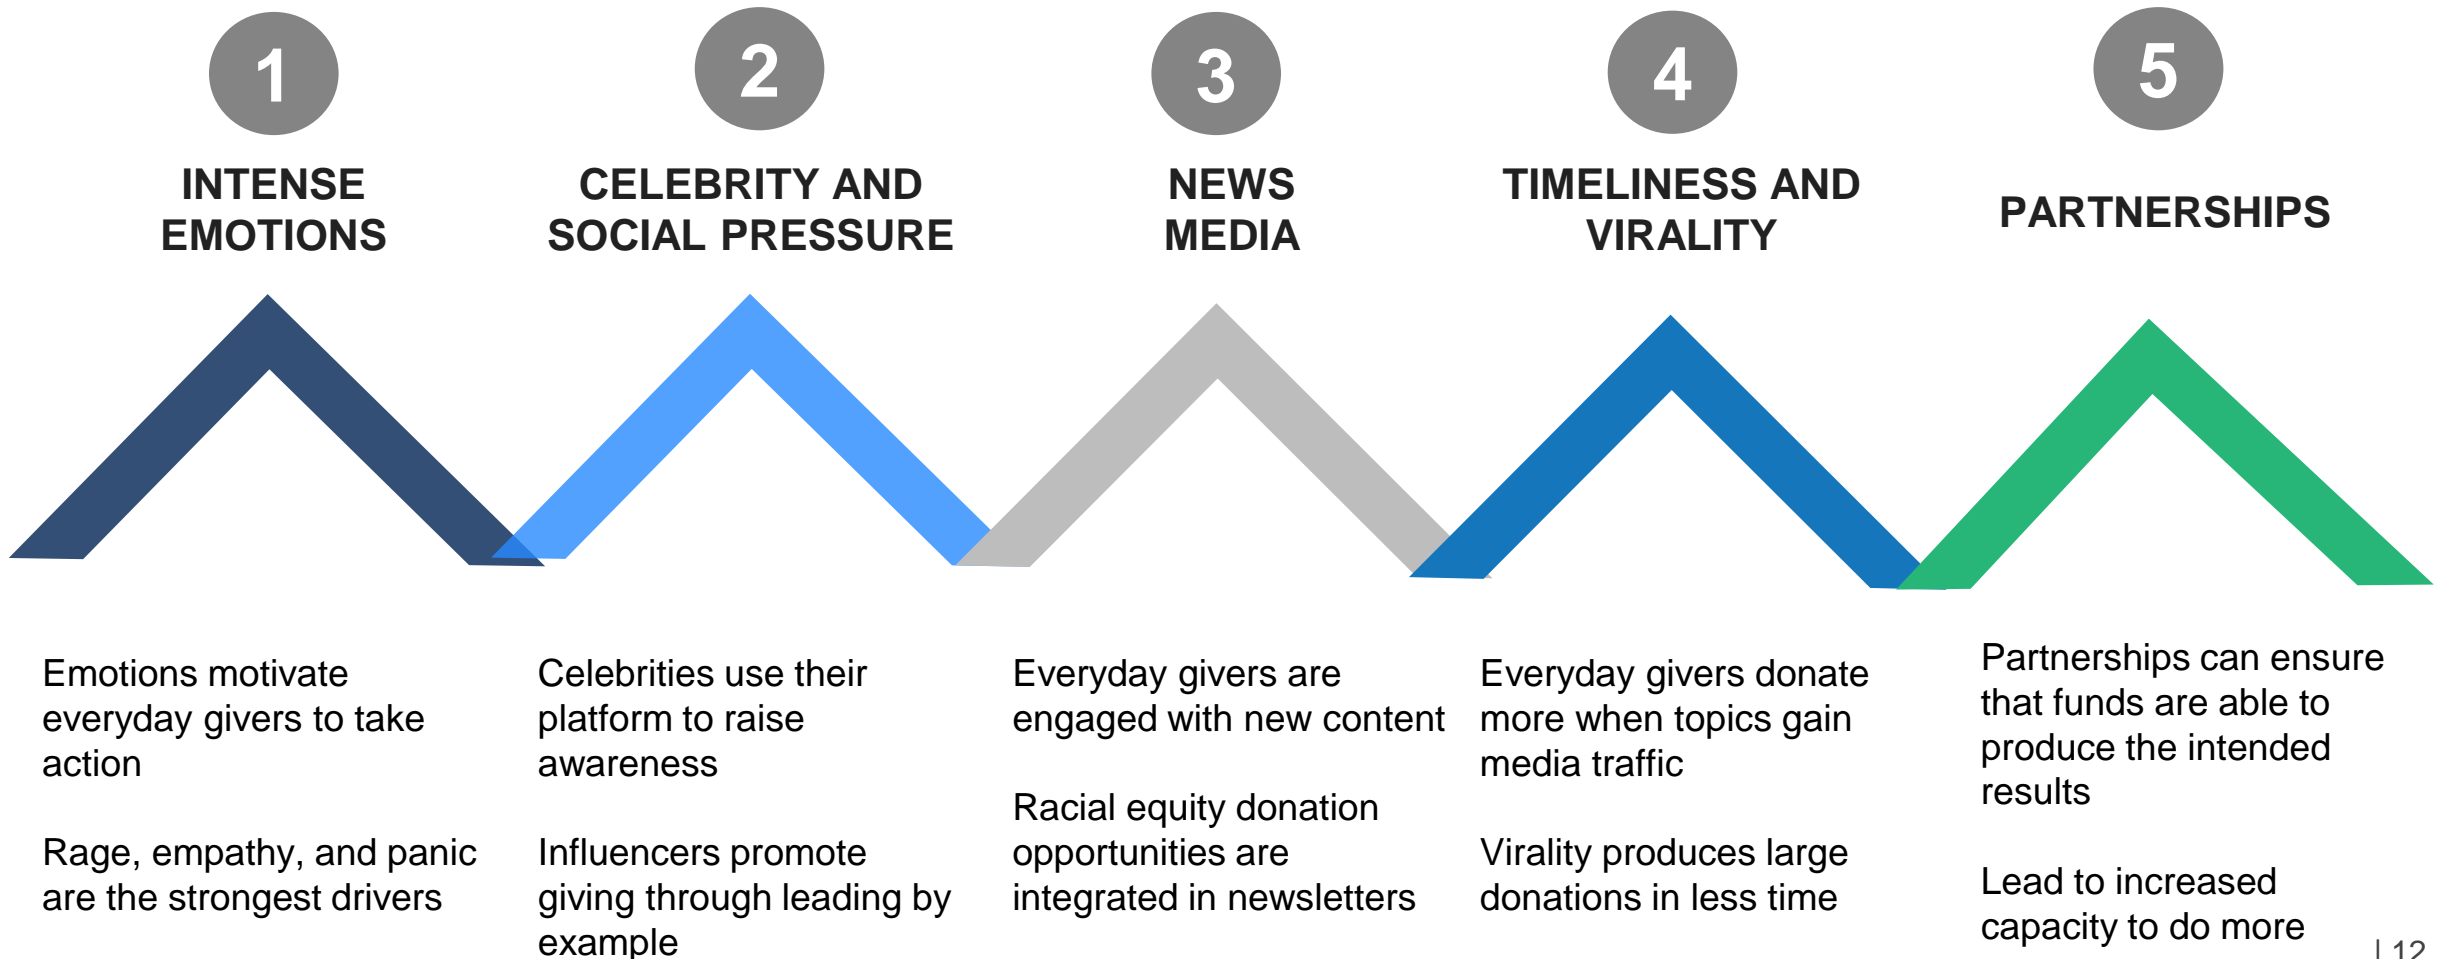 1
INTENSE
EMOTIONS
Emotions motivate
everyday givers to take
action
Rage, empathy, and panic
are the strongest drivers
2
CELEBRITY AND
SOCIAL PRESSURE
Celebrities use their
platform to raise
awareness
Influencers promote
giving through leading by
example
3
NEWS
MEDIA
Everyday givers are
engaged with new content
Racial equity donation
opportunities are
integrated in newsletters
4
TIMELINESS AND
VIRALITY
Everyday givers donate
more when topics gain
media traffic
Virality produces large
donations in less time
5
PARTNERSHIPS
Partnerships can ensure
that funds are able to
produce the intended
results
Lead to increased
capacity to do more
| 12